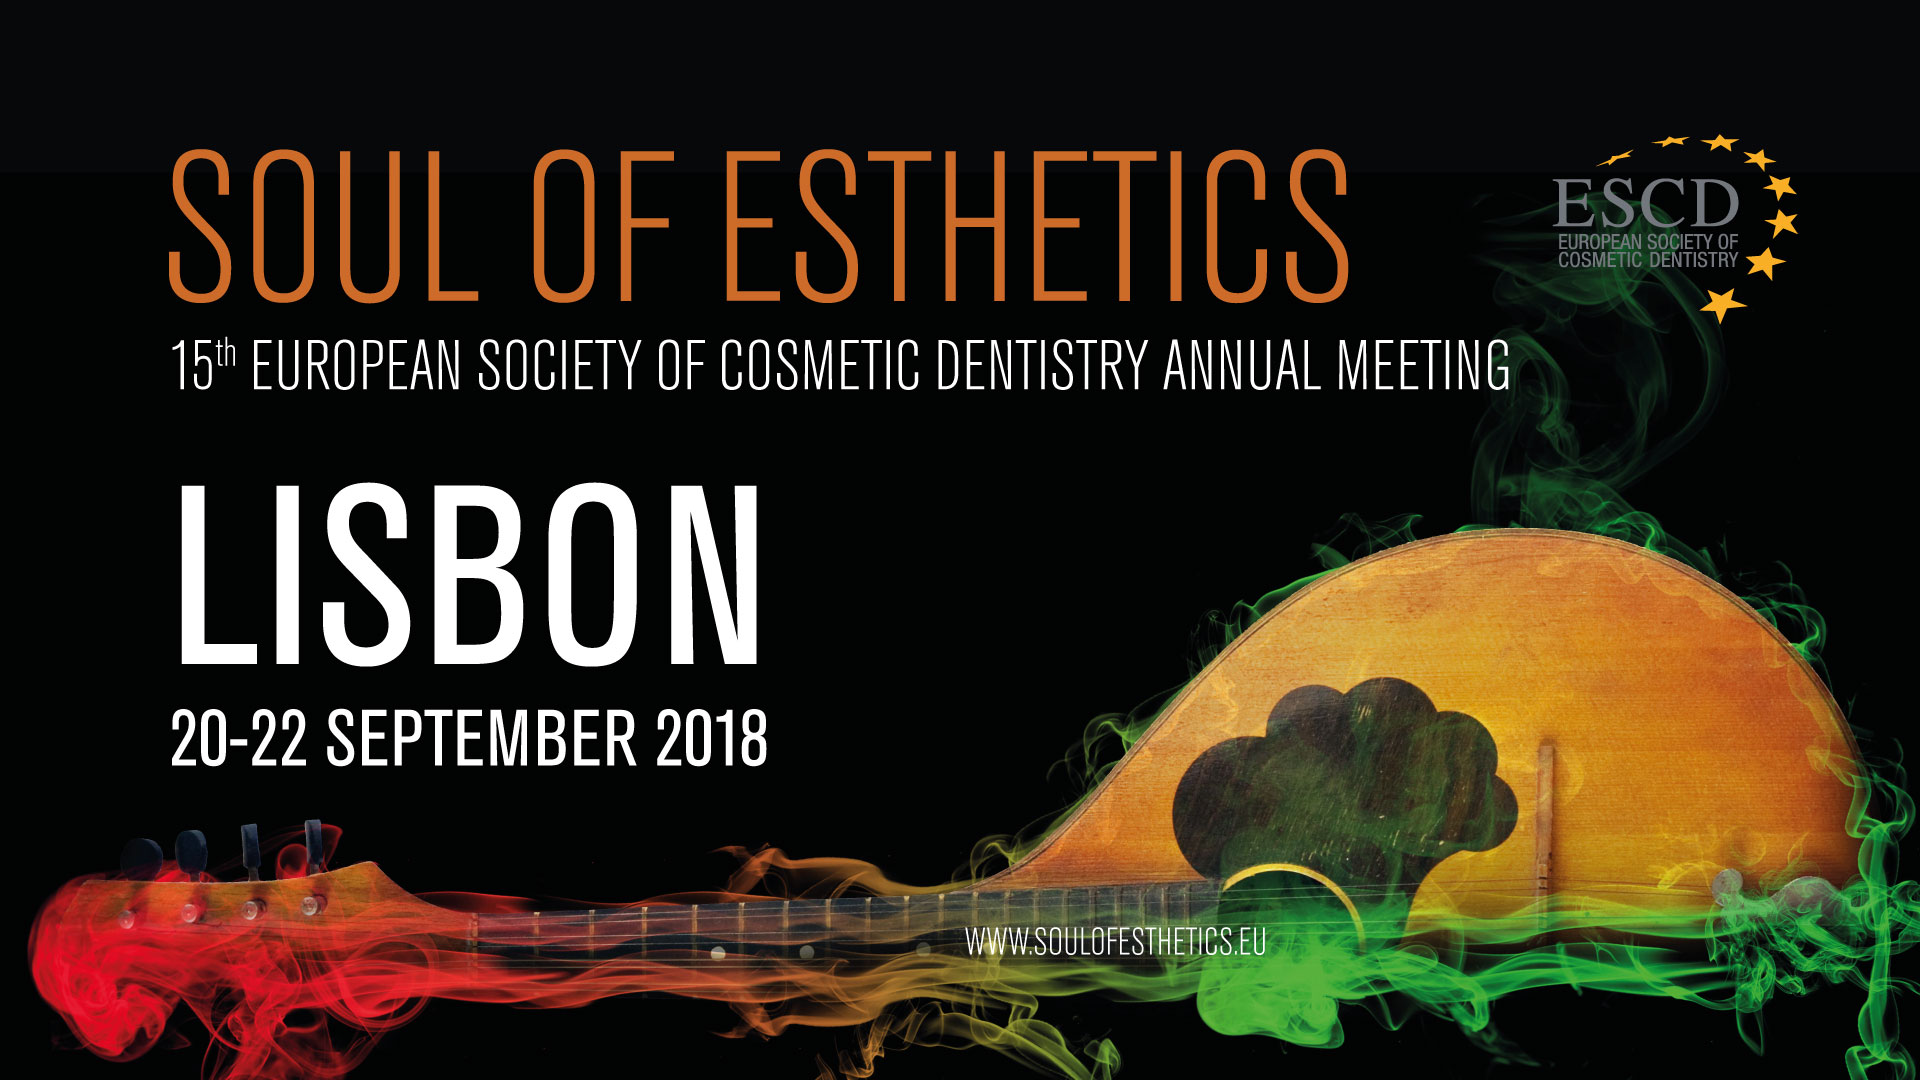 SOUL OF ESTHETICS
ESCD
EUROPEAN SOCIETY OF
COSMETIC DENTISTRY
15th EUROPEAN SOCIETY OF COSMETIC DENTISTRY ANNUAL MEETING
LISBON
20-22 SEPTEMBER 2018
WWW.SOULOFESTHETICS.EU